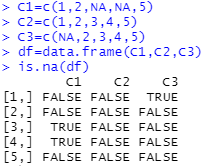 > C1=c(1,2,NA,NA,5)
> C2=c(1,2,3,4,5)
> C3=c(NA,2,3,4,5)
> df=data.frame(C1,C2,C3)
> is.na(df)
C1 C2 C3
[1,] FALSE FALSE TRUE
[2,] FALSE FALSE FALSE
[3,] TRUE FALSE FALSE
[4,] TRUE FALSE FALSE
[5,] FALSE FALSE FALSE